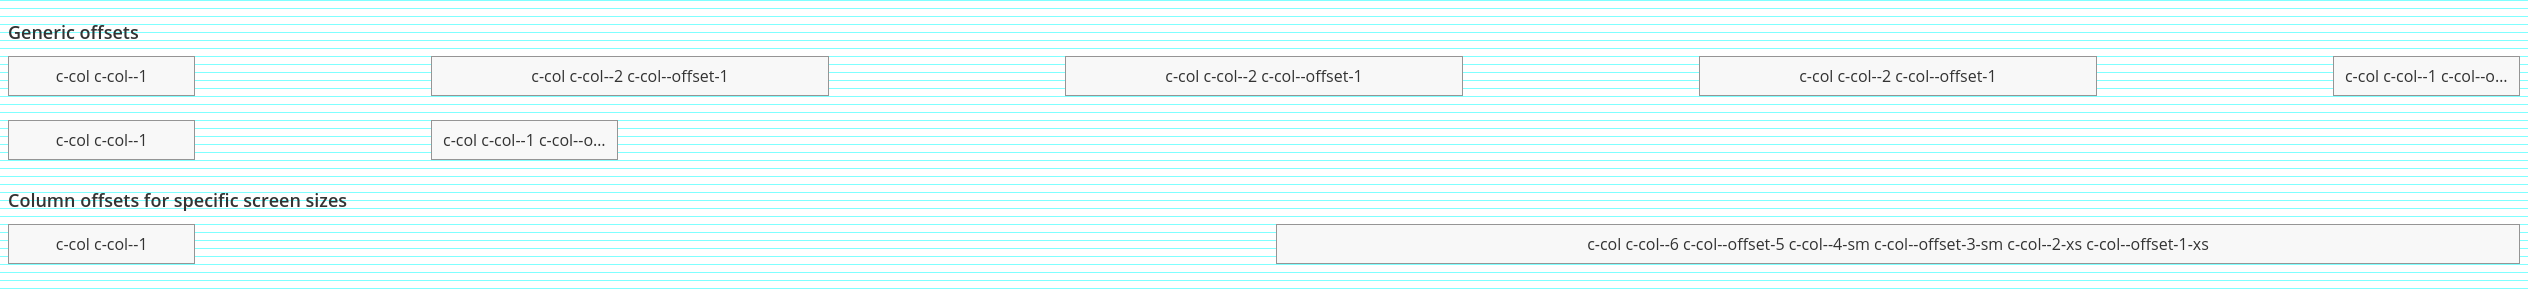 Generic offsets
c-col c-col--1 c-col c-col--2 c-col--offset-1 c-col c-col--2 c-col--offset-1 c-col c-col--2 c-col--offset-1 c-col c-col--1 c-col--o...
c-col c-col--1 c-col c-col--1 c-col--o...
Column offsets for specific screen sizes
c-col c-col--1 c-col c-col--6 c-col--offset-5 c-col--4-sm c-col--offset-3-sm c-col--2-xs c-col--offset-1-xs